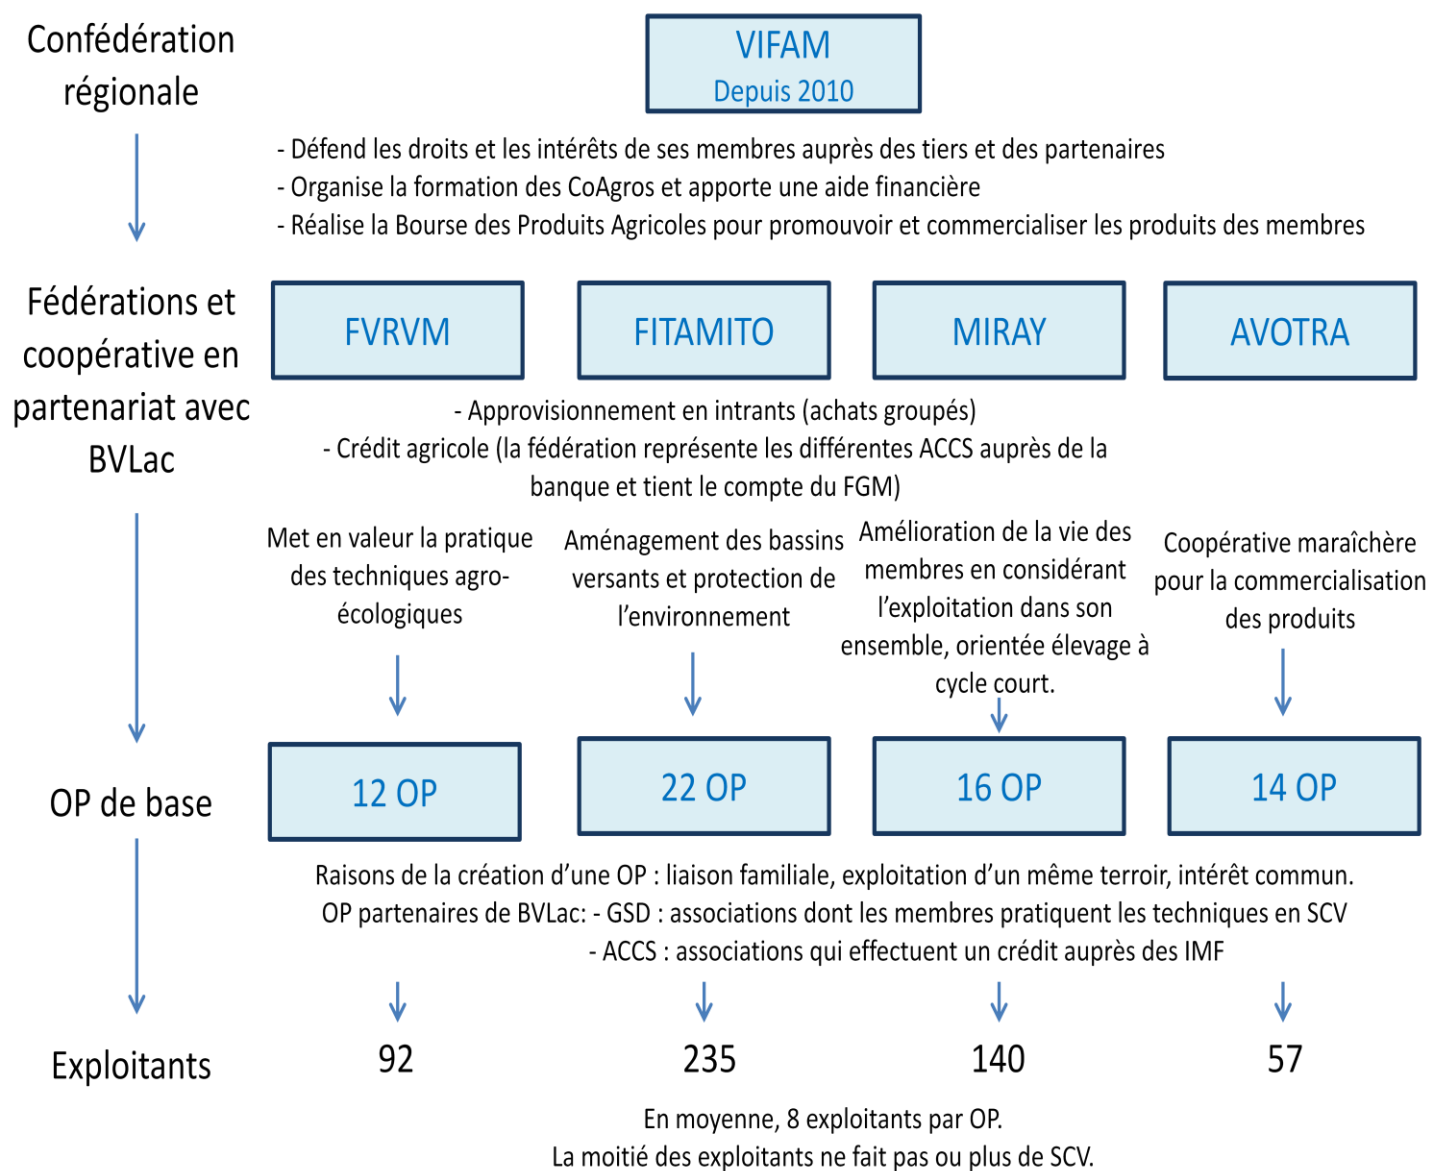 Confédération
régionale
VIFAM
Depuis 2010
- Défend les droits et les intérêts de ses membres auprès des tiers et des partenaires
- Organise la formation des CoAgros et apporte une aide financière
- Réalise la Bourse des Produits Agricoles pour promouvoir et commercialiser les produits des membres
Fédérations et
coopérative en
partenariat avec
BVLac
FVRVM
FITAMITO
MIRAY
AVOTRA
- Approvisionnement en intrants (achats groupés)
- Crédit agricole (la fédération représente les différentes ACCS auprès de la
banque et tient le compte du FGM)
Met en valeur la pratique
des techniques agro-
écologiques
Aménagement des bassins
versants et protection de
l’environnement
Amélioration de la vie des
membres en considérant
l’exploitation dans son
ensemble, orientée élevage à
cycle court.
Coopérative maraîchère
pour la commercialisation
des produits
OP de base
12 OP
22 OP
16 OP
14 OP
Raisons de la création d’une OP : liaison familiale, exploitation d’un même terroir, intérêt commun.
OP partenaires de BVLac: - GSD : associations dont les membres pratiquent les techniques en SCV
- ACCS : associations qui effectuent un crédit auprès des IMF
Exploitants
92
235
140
57
En moyenne, 8 exploitants par OP.
La moitié des exploitants ne fait pas ou plus de SCV.